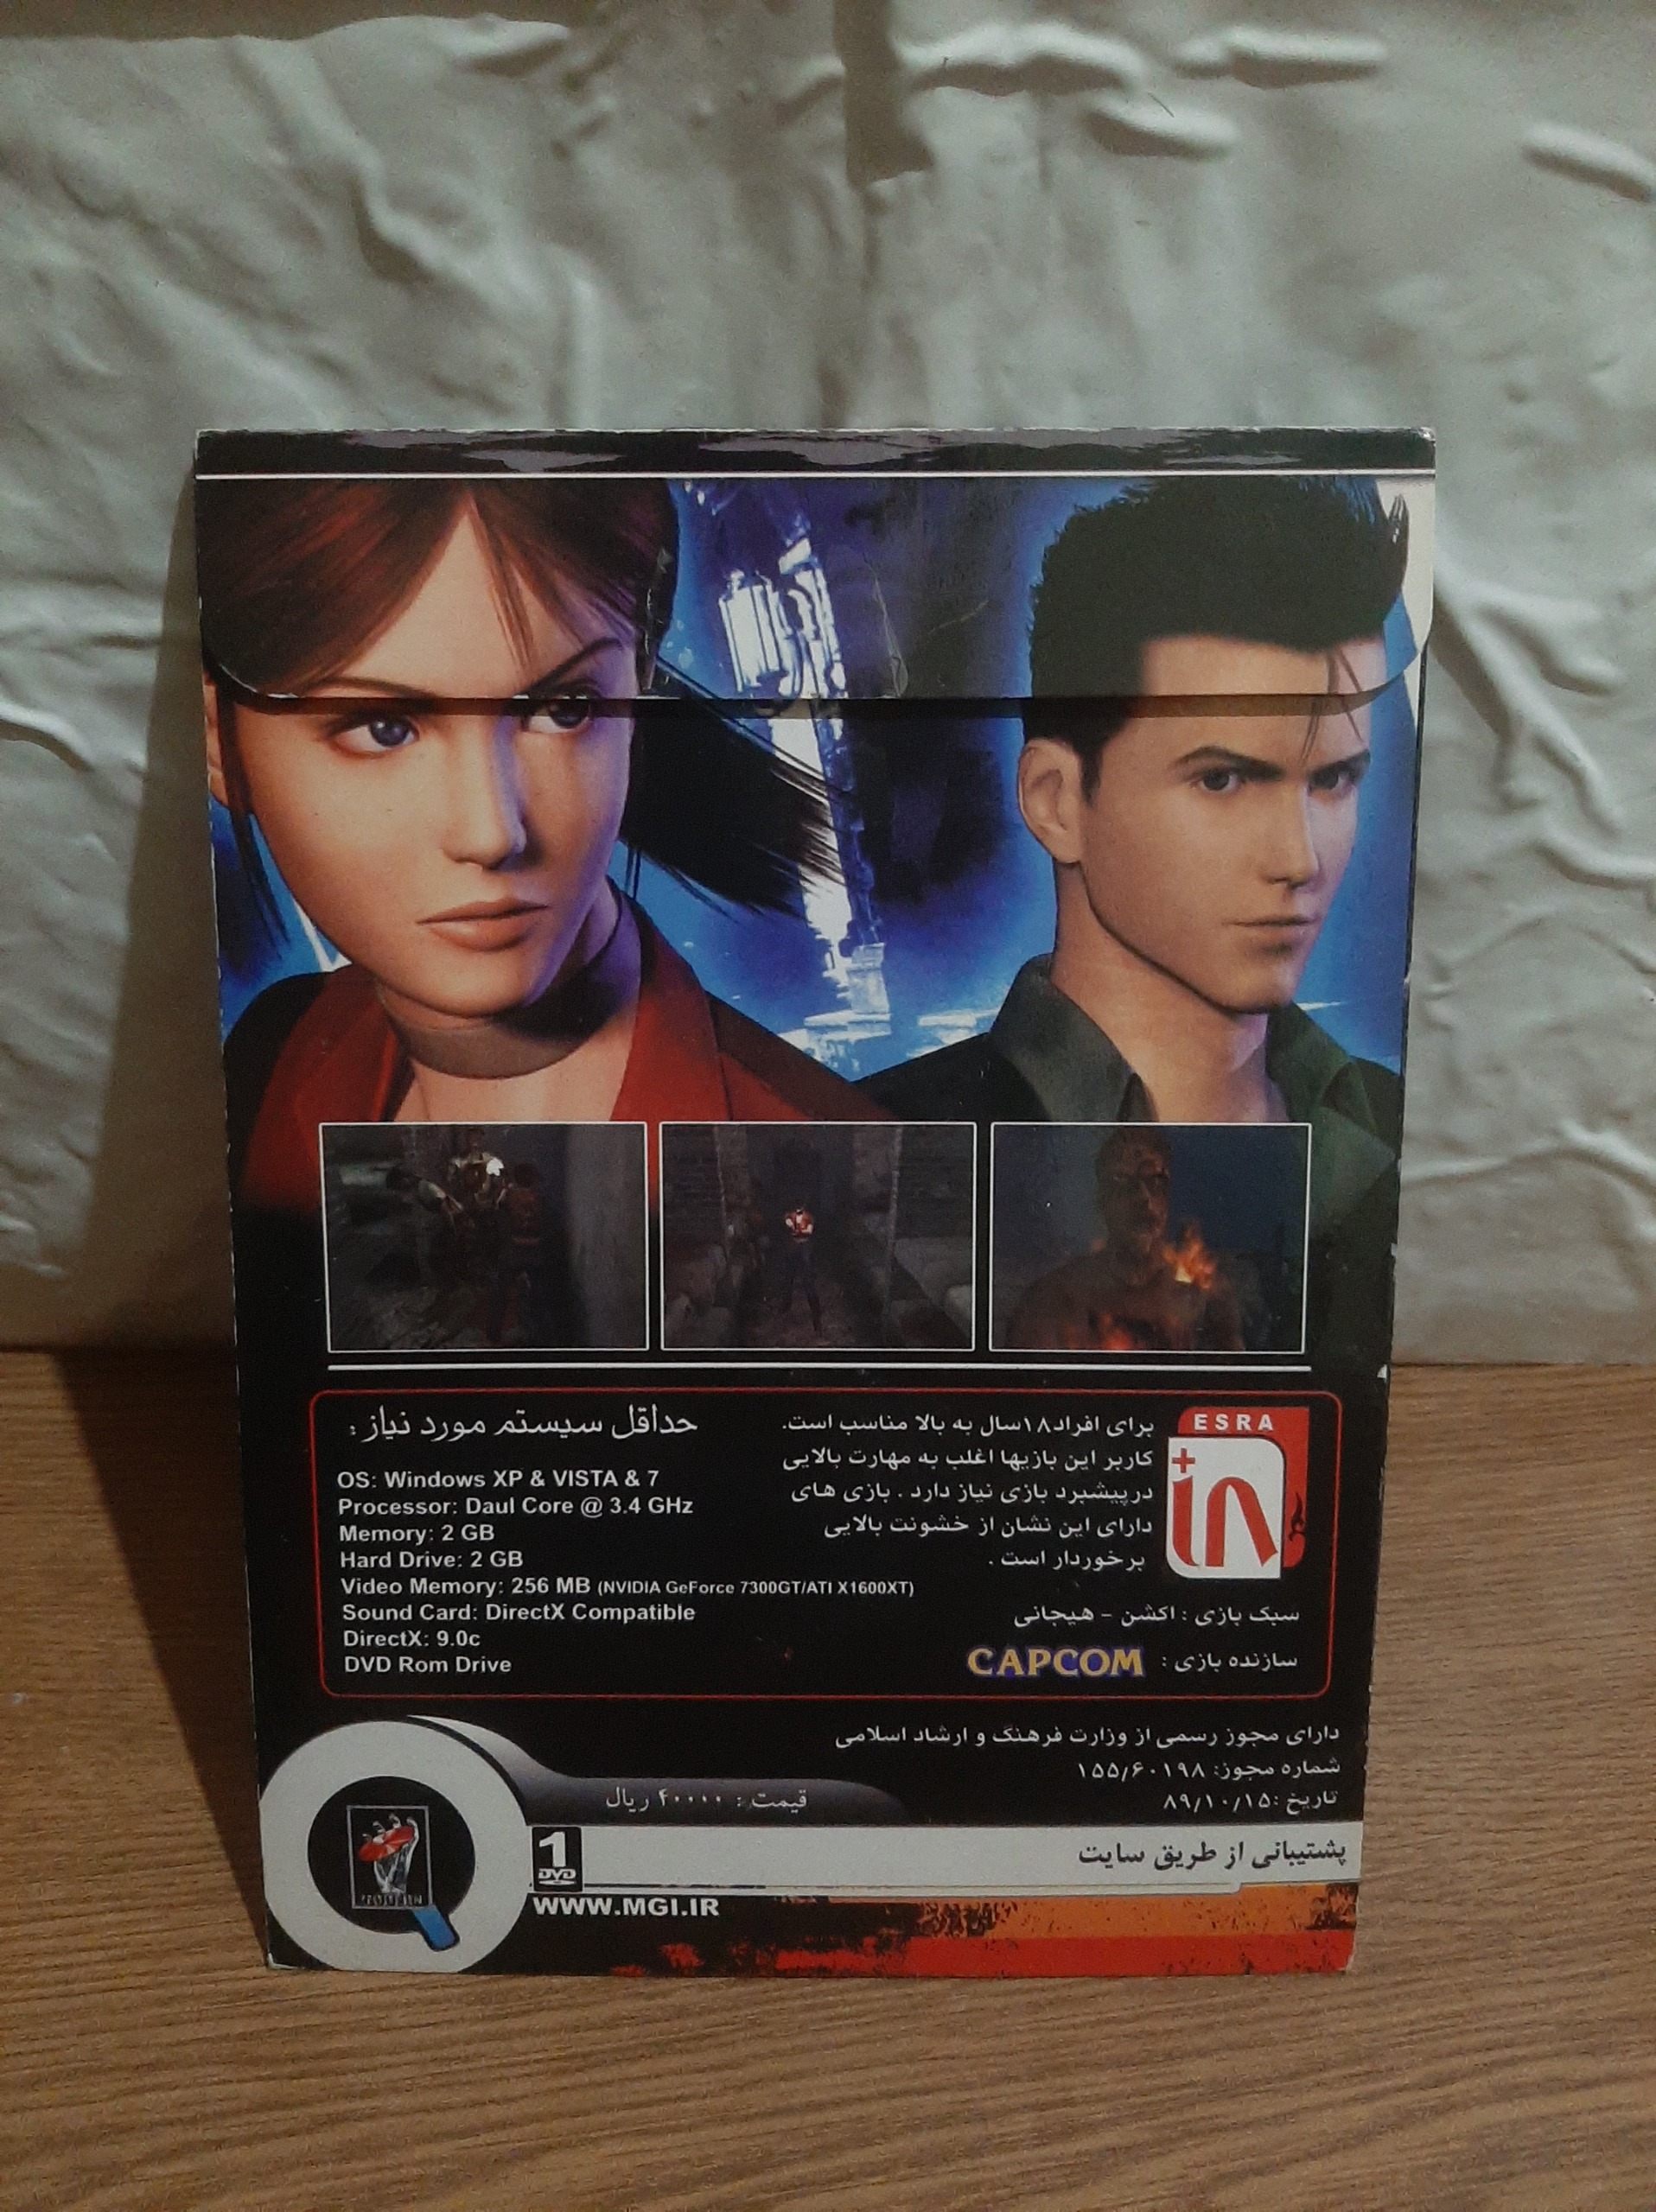 حداقل سیستم مورد نیاز :
OS: Windows XP & VISTA & 7
Processor: Daul Core @ 3.4 GHz
Memory: 2 GB
Hard Drive: 2 GB
Video Memory: 256 MB (NVIDIA GeForce 7300GT/ATI X1600XT)
Sound Card: DirectX Compatible
DirectX: 9.0c
DVD Rom Drive
ESRA
+۱۸
برای افراد۱۸سال به بالا مناسب است.
کاربر این بازیها اغلب به مهارت بالایی
درپیشبرد بازی نیاز دارد . بازی های
دارای این نشان از خشونت بالایی
برخوردار است .
سبک بازی : اکشن - هیجانی
سازنده بازی : CAPCOM
دارای مجوز رسمی از وزارت فرهنگ و ارشاد اسلامی
شماره مجوز: ۱۵۵/۶۰۱۹۸
تاریخ :۸۹/۱۰/۱۵
قیمت : ۴۰۰۰۰ ریال
پشتیبانی از طریق سایت
1
DVD
WWW.MGI.IR